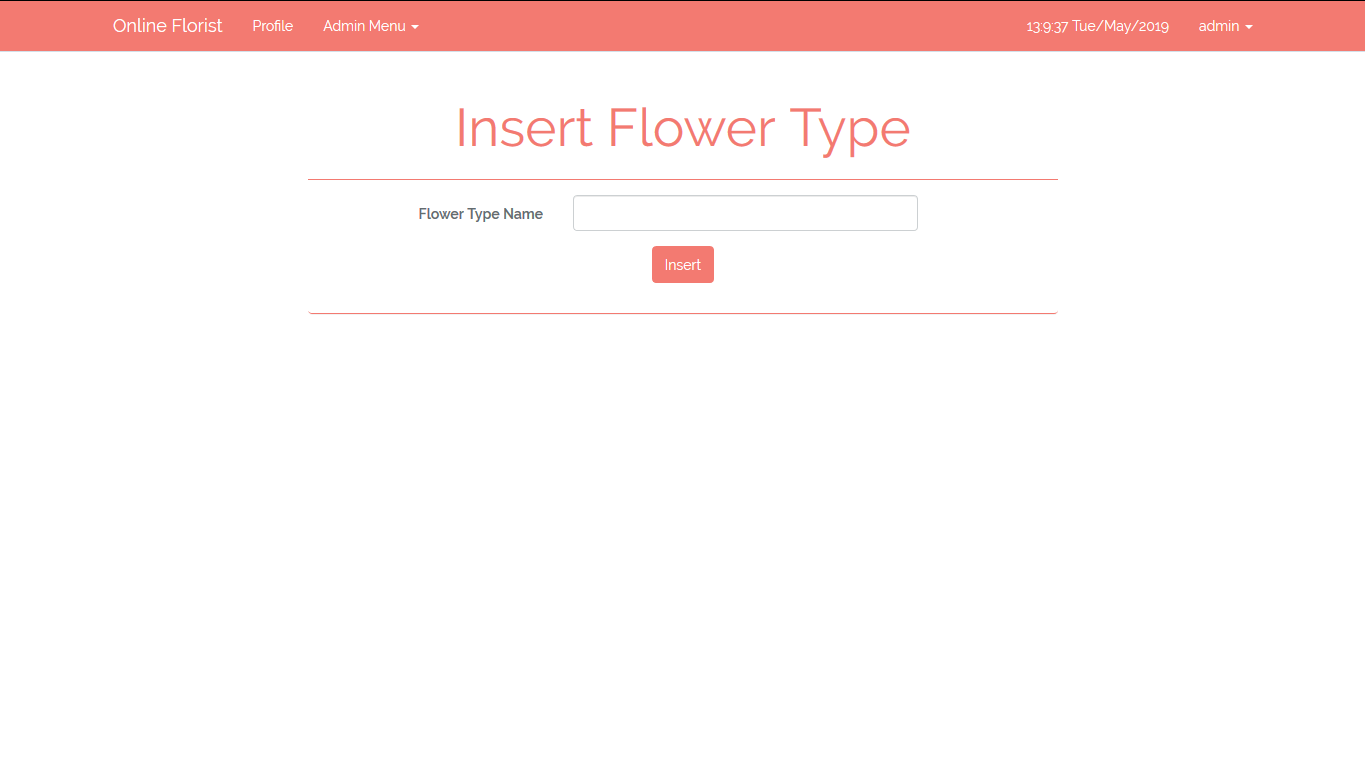 Online Florist Profile Admin Menu 13:9:37 Tue/May/2019 admin
Insert Flower Type
Flower Type Name
Insert